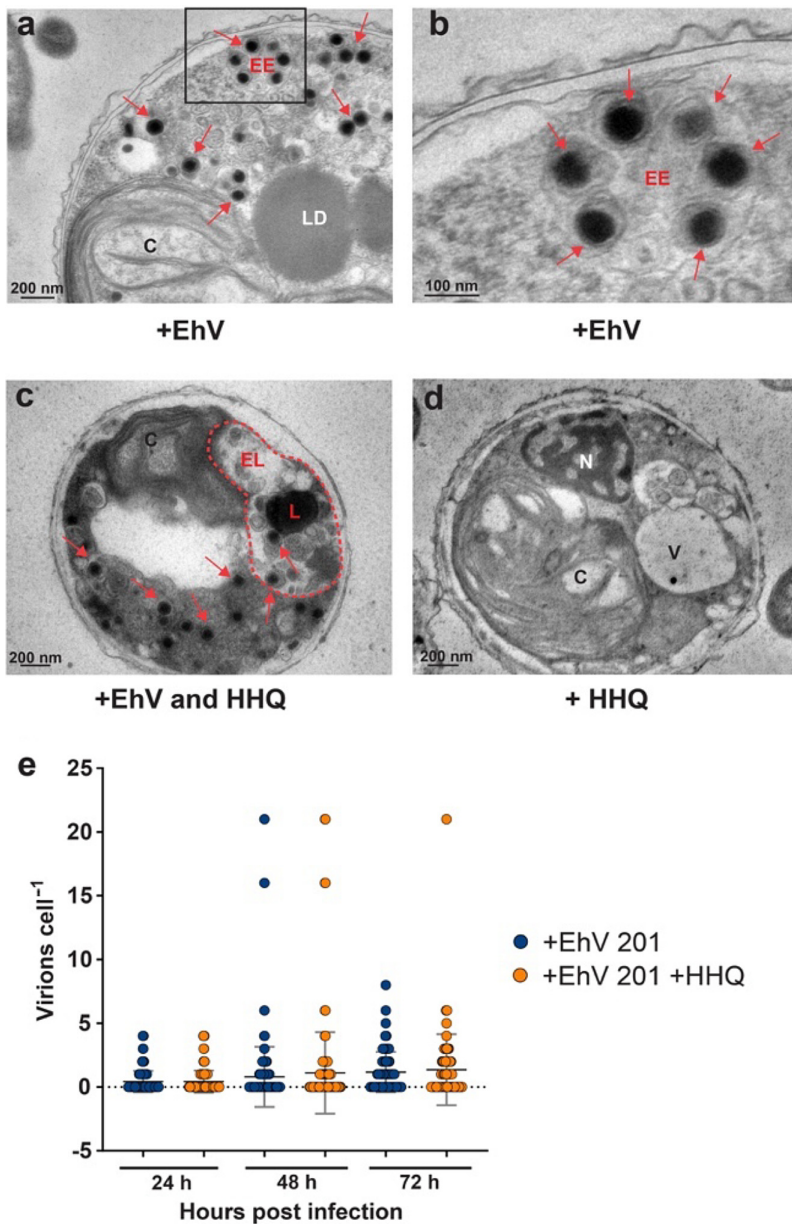 a
EE
LD
C
200 nm
+EhV
b
EE
100 nm
+EhV
c
C
EL
L
200 nm
+EhV and HHQ
d
N
V
C
200 nm
+ HHQ
e
Virions cell⁻¹
25
20
15
10
5
0
-5
24 h 48 h 72 h
Hours post infection
+EhV 201
+EhV 201 +HHQ